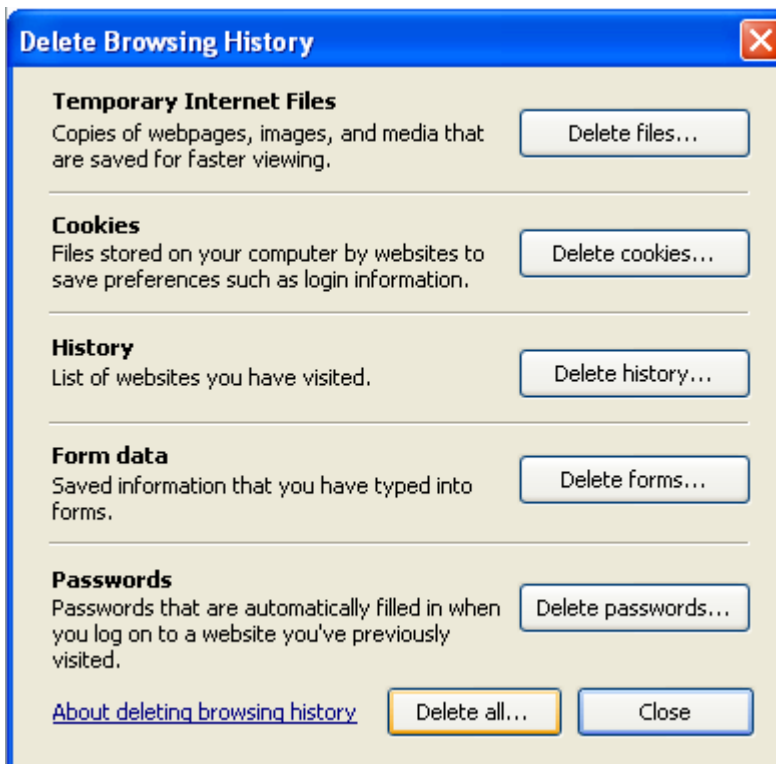 Delete Browsing History
Temporary Internet Files
Copies of webpages, images, and media that
are saved for faster viewing.
Delete files...
Cookies
Files stored on your computer by websites to
save preferences such as login information.
Delete cookies...
History
List of websites you have visited.
Delete history...
Form data
Saved information that you have typed into
forms.
Delete forms...
Passwords
Passwords that are automatically filled in when
you log on to a website you've previously
visited.
Delete passwords...
About deleting browsing history
Delete all...
Close